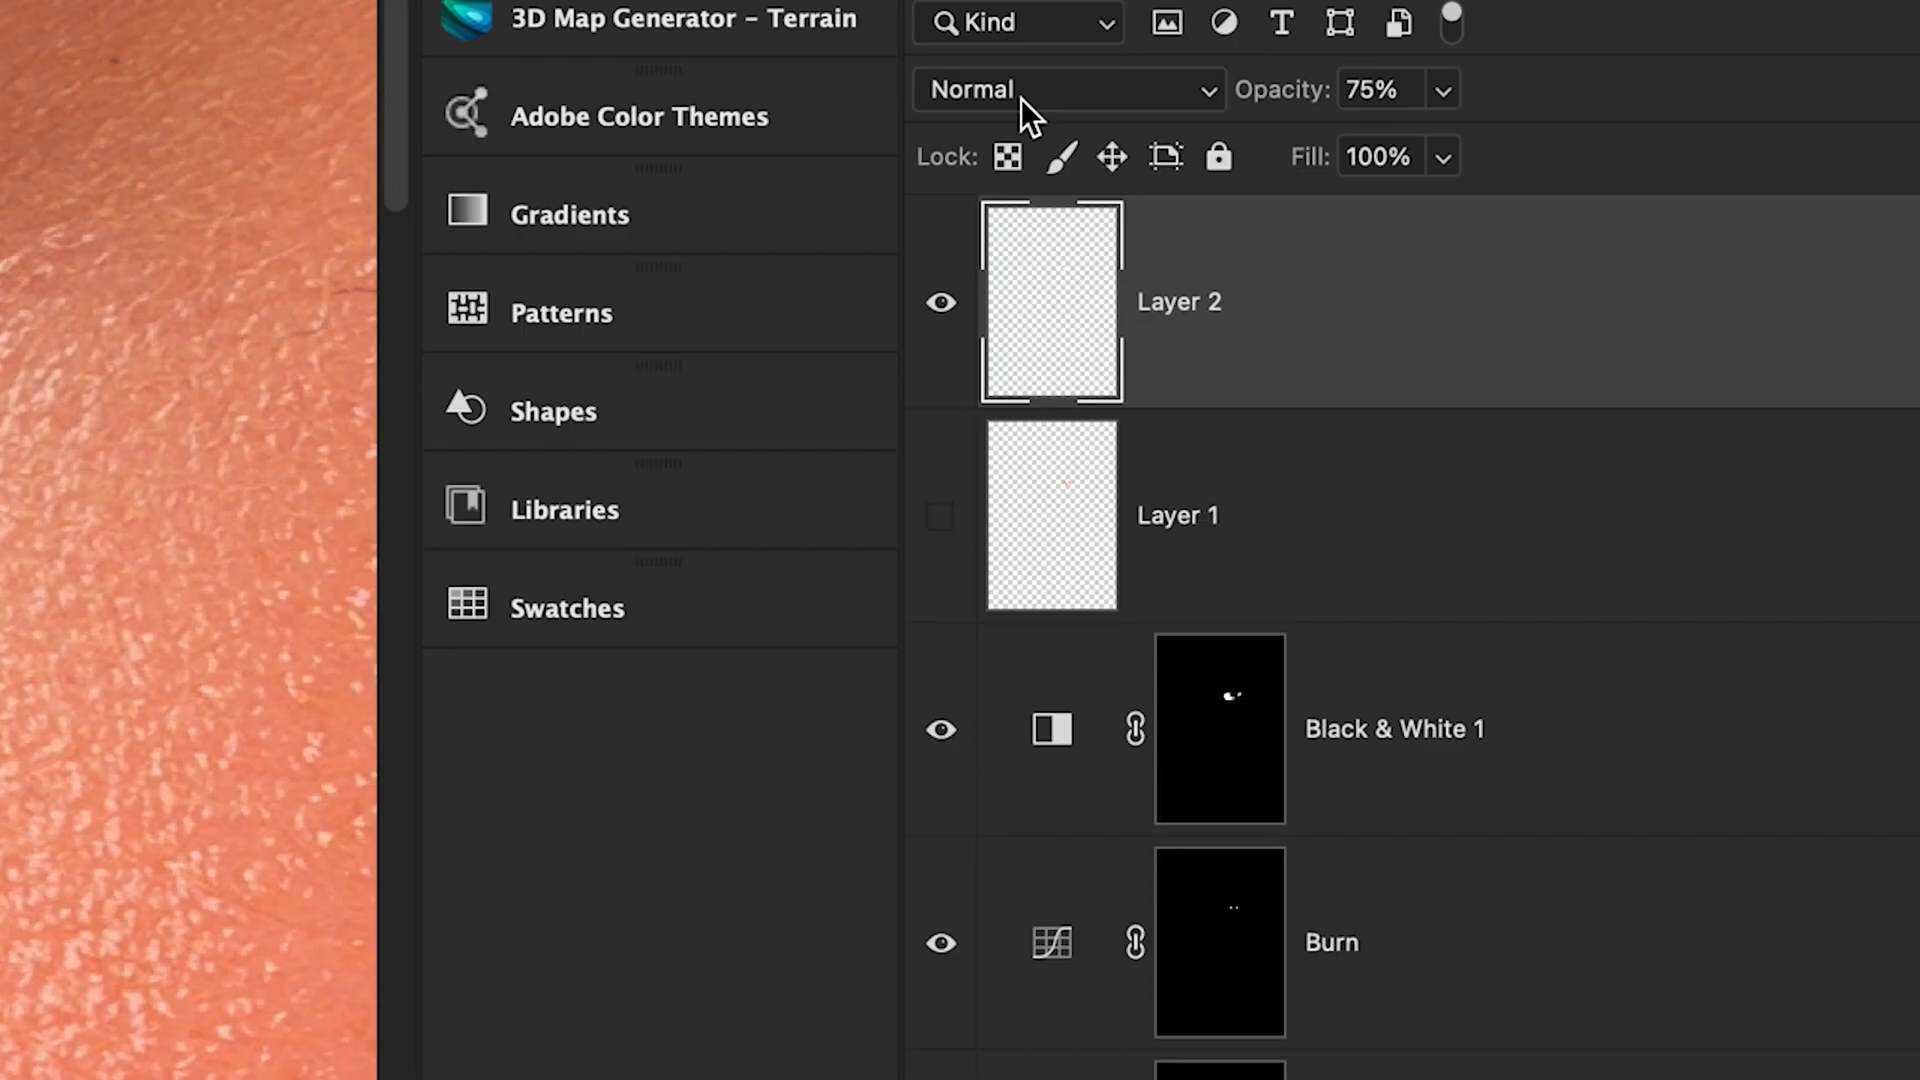 3D Map Generator – Terrain
Adobe Color Themes
Gradients
Patterns
Shapes
Libraries
Swatches
Kind
Normal
Opacity: 75%
Lock:
Fill: 100%
Layer 2
Layer 1
Black & White 1
Burn